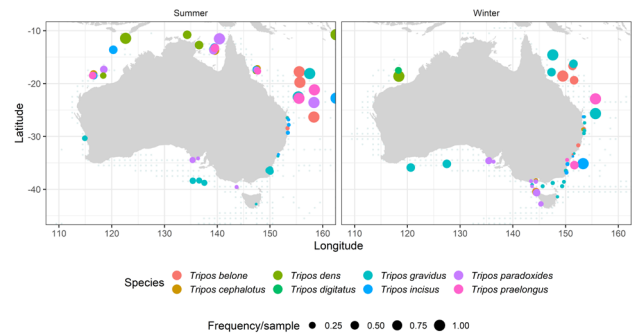 Summer
Winter
-10
-20
-30
-40
Latitude
110 120 130 140 150 160
110 120 130 140 150 160
Longitude
Species
Tripos belone
Tripos dens
Tripos gravidus
Tripos paradoxides
Tripos cephalotus
Tripos digitatus
Tripos incisus
Tripos praelongus
Frequency/sample
0.25 0.50 0.75 1.00